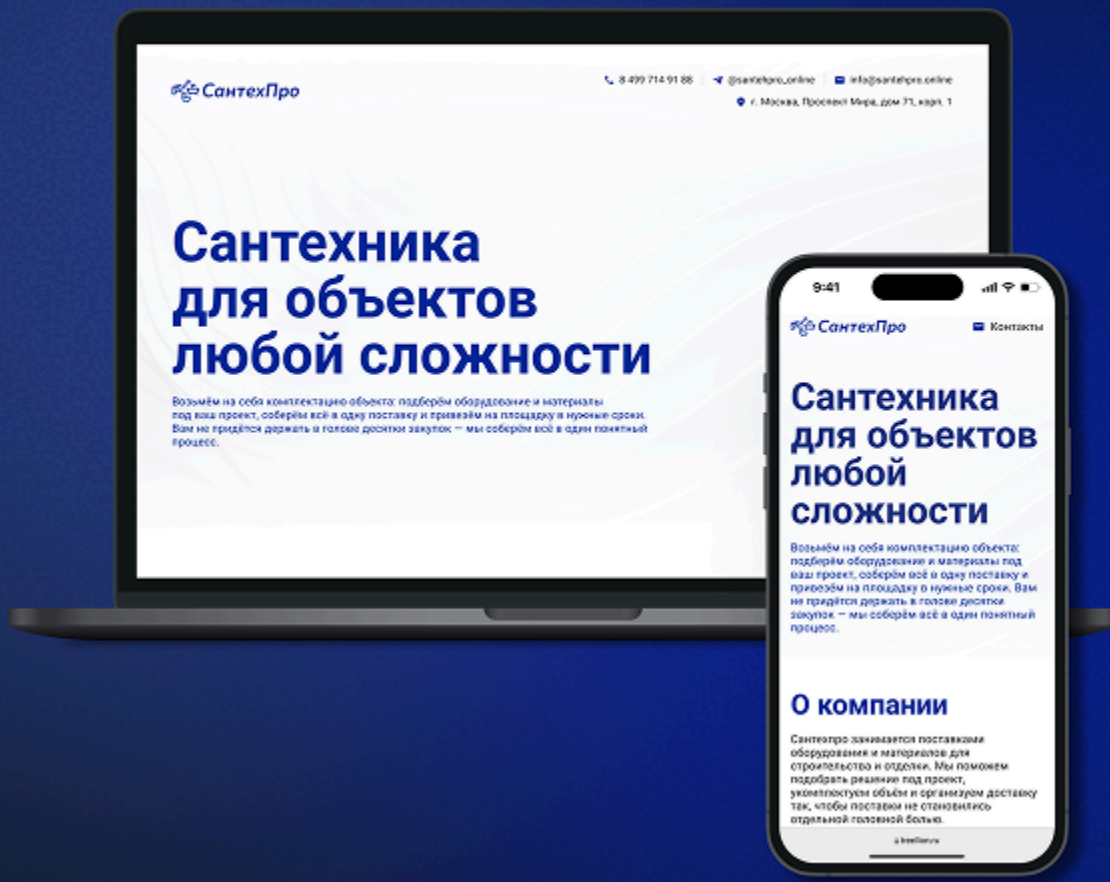 СантехПро
8 499 714 91 88
@santehpro_online
info@santehpro.online
г. Москва, Проспект Мира, дом 71, корп. 1
Сантехника
для объектов
любой сложности
Возьмём на себя комплектацию объекта: подберём оборудование и материалы
под ваш проект, соберём всё в одну поставку и привезём на площадку в нужные сроки.
Вам не придётся держать в голове десятки закупок — мы соберём всё в один понятный
процесс.
9:41
СантехПро
Контакты
Сантехника
для объектов
любой
сложности
Возьмём на себя комплектацию объекта:
подберём оборудование и материалы под
ваш проект, соберём всё в одну поставку и
привезём на площадку в нужные сроки. Вам
не придётся держать в голове десятки
закупок — мы соберём всё в один понятный
процесс.
О компании
Сантехпро занимается поставками
оборудования и материалов для
строительства и отделки. Мы поможем
подобрать решение под проект,
укомплектуем объём и организуем доставку
так, чтобы поставки не становились
отдельной головной болью.